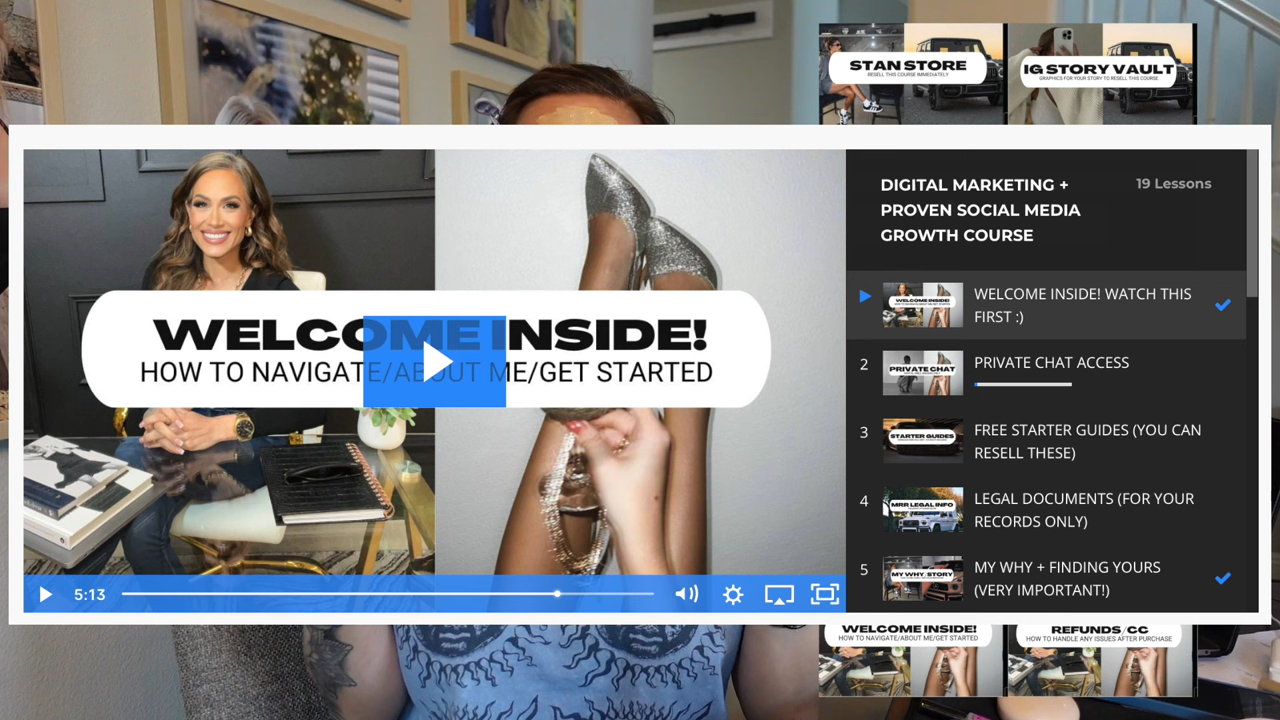 STAN STORE
RESELL THIS COURSE IMMEDIATELY
IG STORY VAULT
GRAPHICS FOR YOUR STORY TO RESELL THIS COURSE
WELCOME INSIDE!
HOW TO NAVIGATE/ABOUT ME/GET STARTED
5:13
DIGITAL MARKETING +
PROVEN SOCIAL MEDIA
GROWTH COURSE
19 Lessons
WELCOME INSIDE!
WELCOME INSIDE! WATCH THIS
FIRST :)
2
PRIVATE CHAT
PRIVATE CHAT ACCESS
3
STARTER GUIDES
FREE STARTER GUIDES (YOU CAN
RESELL THESE)
4
MRR LEGAL INFO
LEGAL DOCUMENTS (FOR YOUR
RECORDS ONLY)
5
MY WHY/STORY
MY WHY + FINDING YOURS
(VERY IMPORTANT!)
WELCOME INSIDE!
HOW TO NAVIGATE/ABOUT ME/GET STARTED
REFUNDS/CC
HOW TO HANDLE ANY ISSUES AFTER PURCHASE